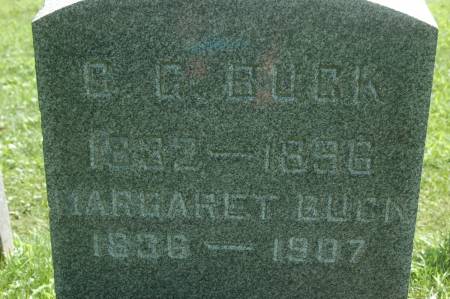 C. C. BUCK
1832 — 1896
MARGARET BUCK
1836 — 1907